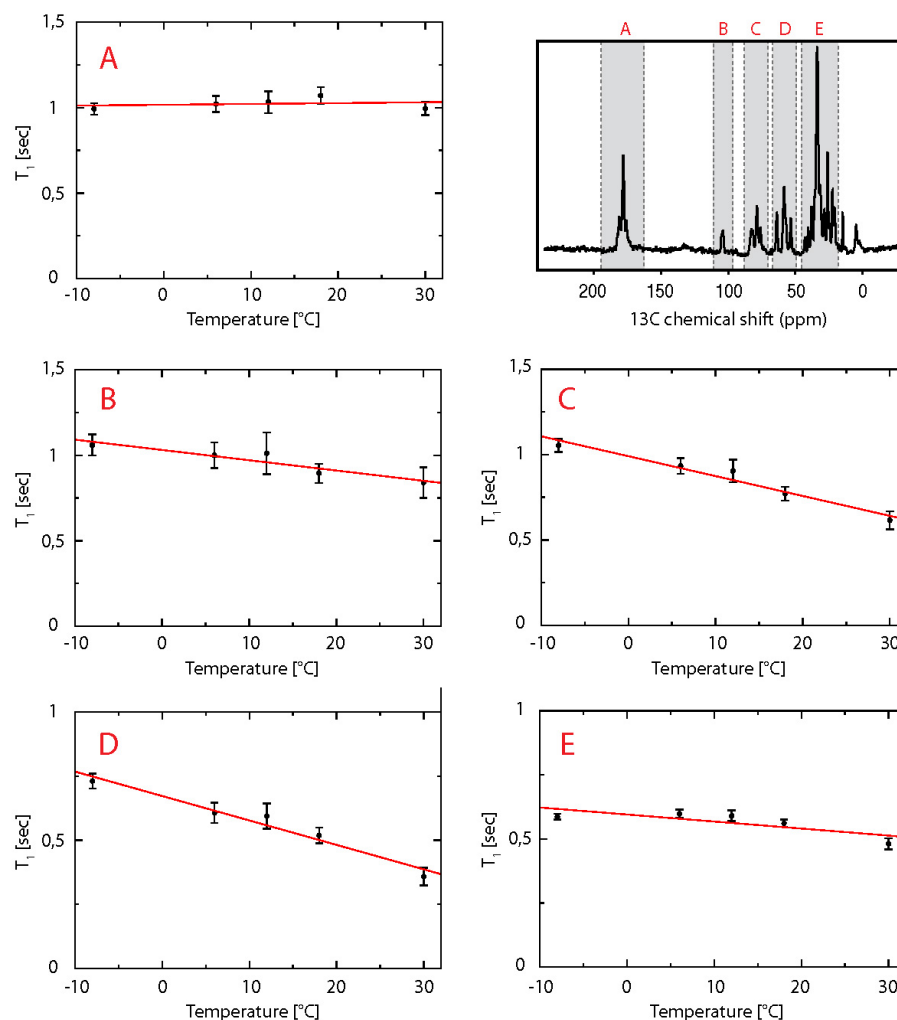 A B C D E
1,5
A
1
T1 [sec]
0,5
0
-10 0 10 20 30
Temperature [°C]
200 150 100 50 0
13C chemical shift (ppm)
1,5
B
1
T1 [sec]
0,5
0
-10 0 10 20 30
Temperature [°C]
1,5
C
1
T1 [sec]
0,5
0
-10 0 10 20 30
Temperature [°C]
1
D
T1 [sec]
0,5
0
-10 0 10 20 30
Temperature [°C]
1
E
T1 [sec]
0,5
0
-10 0 10 20 30
Temperature [°C]